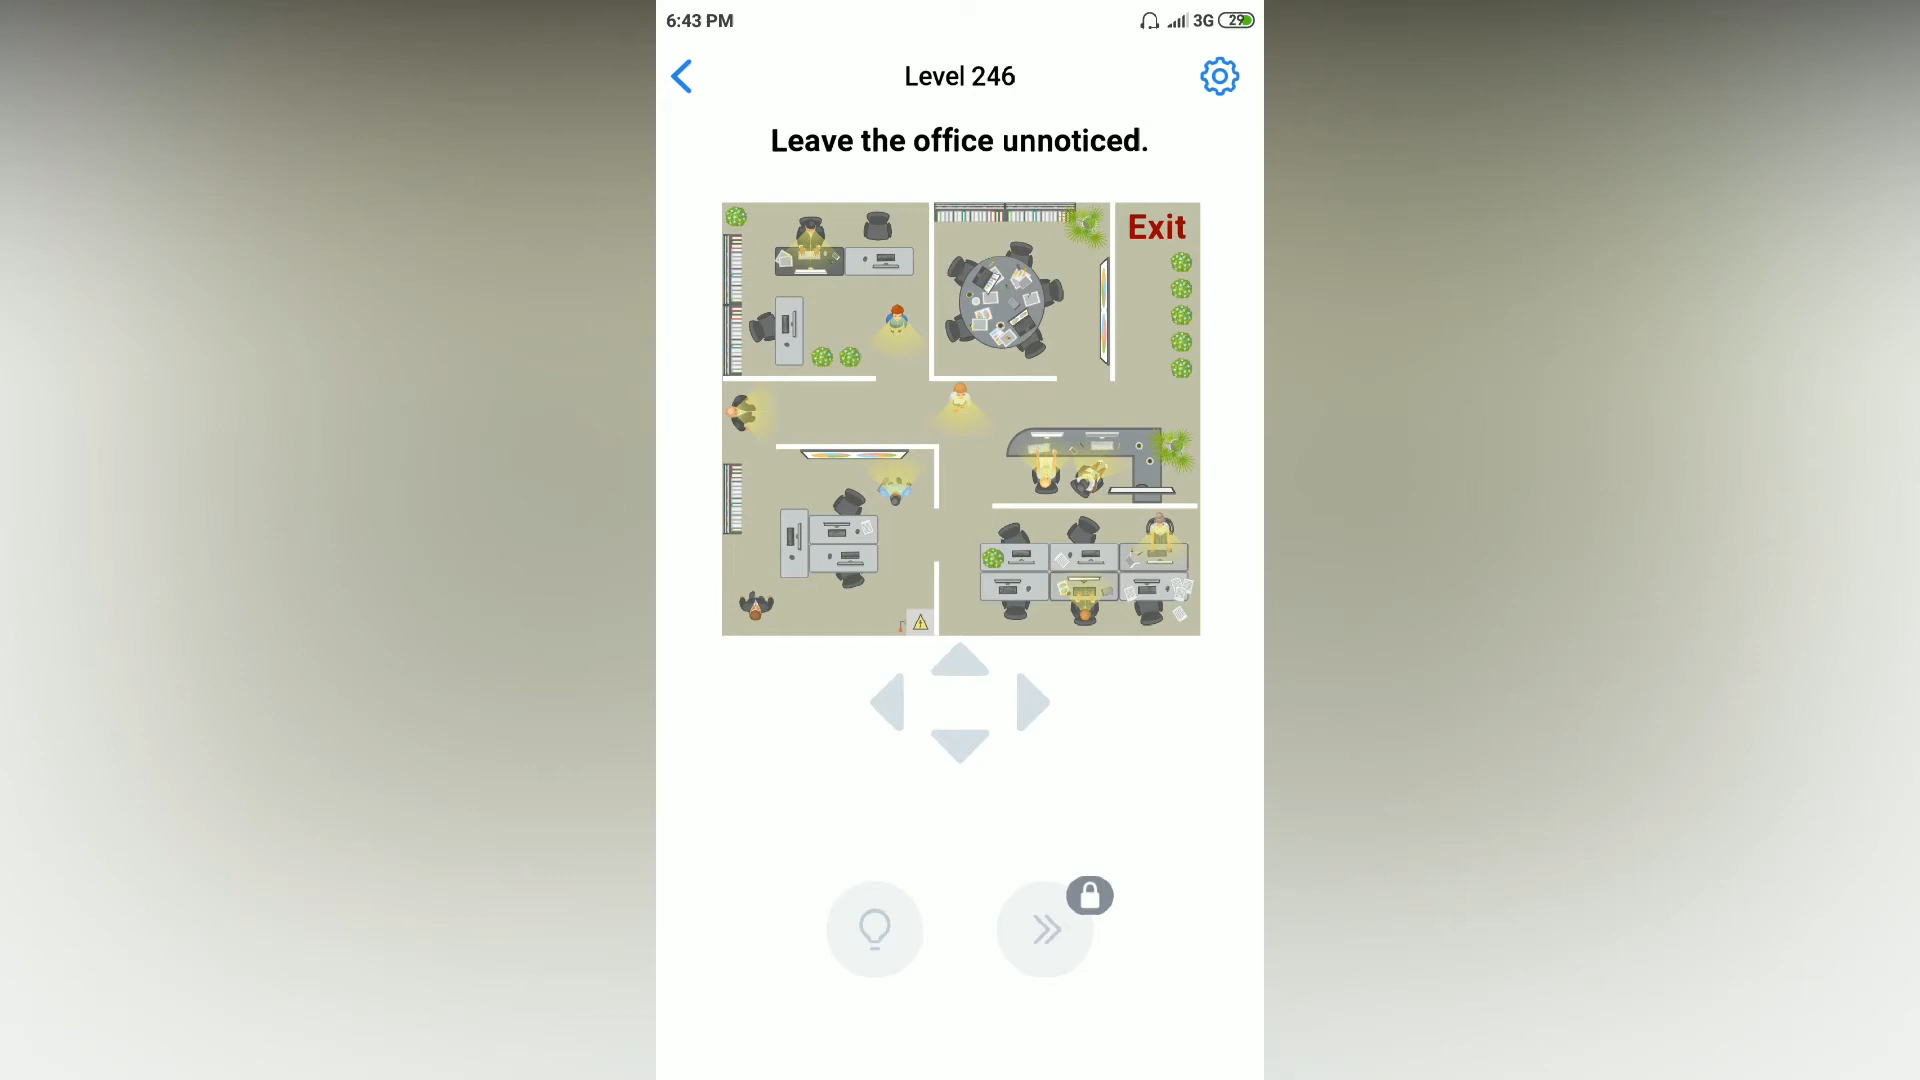 6:43 PM
3G 29
Level 246
Leave the office unnoticed.
Exit